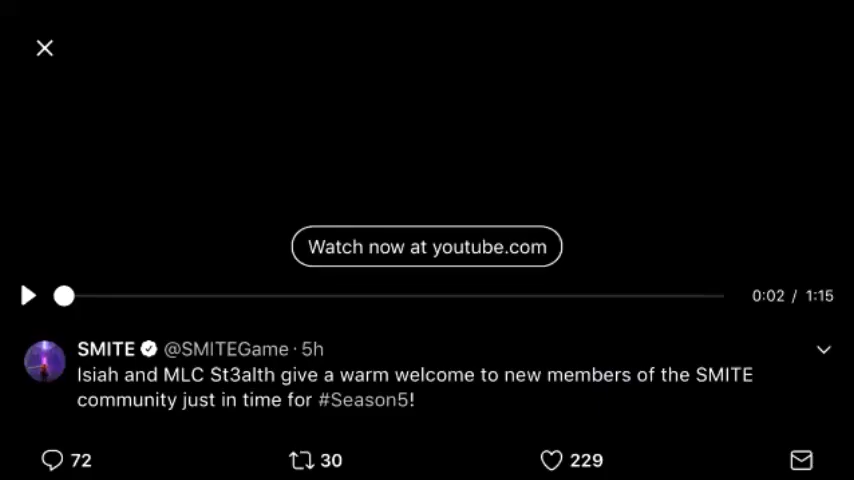 Watch now at youtube.com
0:02 / 1:15
SMITE @SMITEGame · 5h
Isiah and MLC St3alth give a warm welcome to new members of the SMITE
community just in time for #Season5!
72 30 229